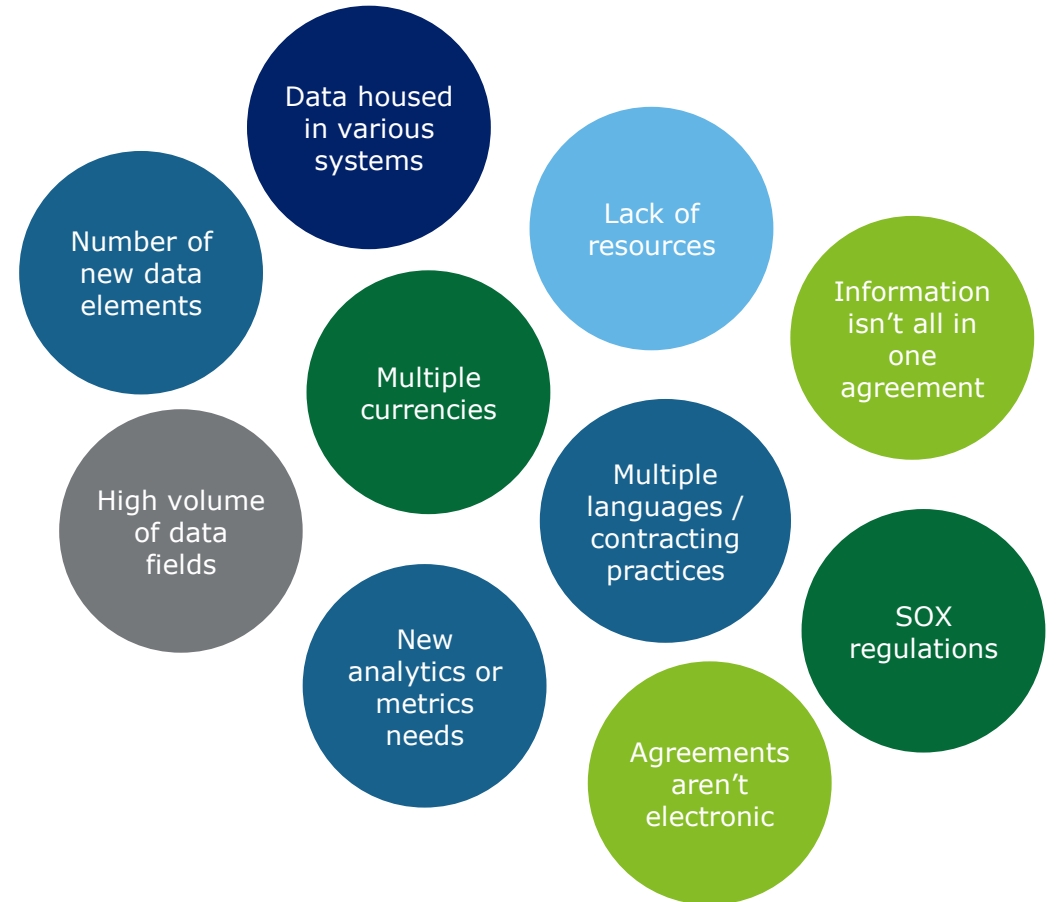 Data housed
in various
systems
Lack of
resources
Number of
new data
elements
Information
isn’t all in
one
agreement
Multiple
currencies
High volume
of data
fields
Multiple
languages /
contracting
practices
SOX
regulations
New
analytics or
metrics
needs
Agreements
aren’t
electronic